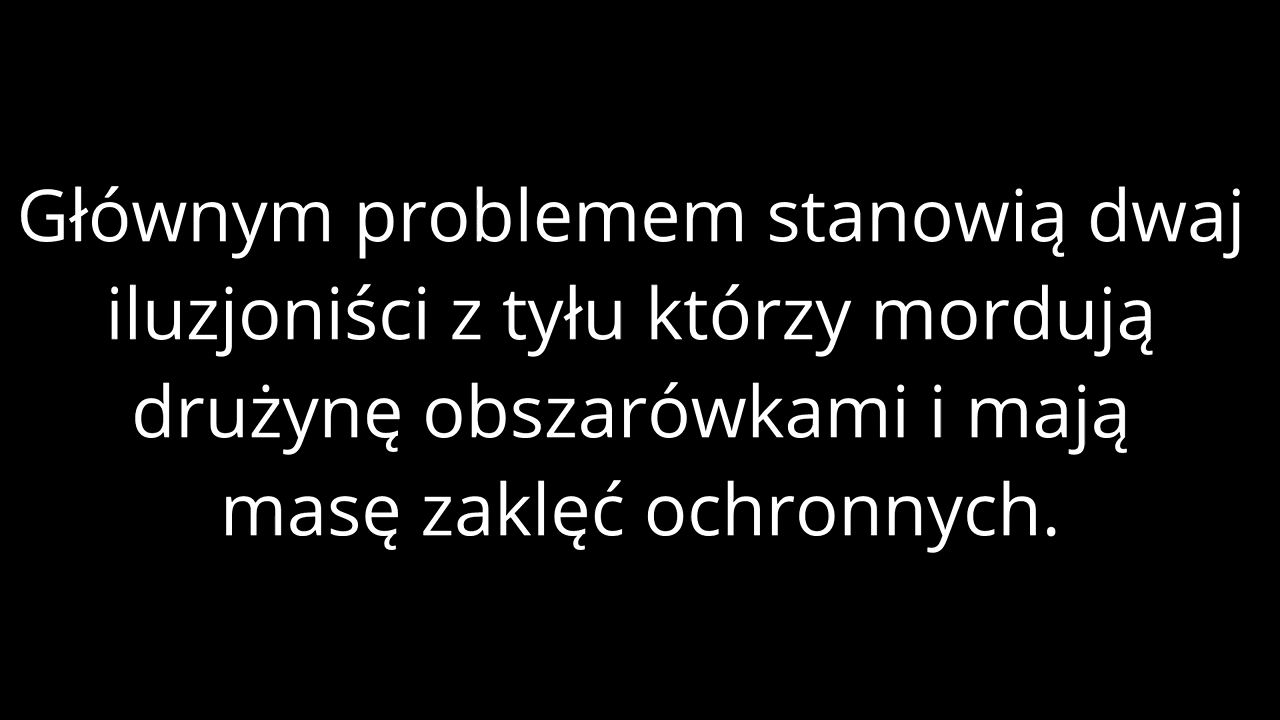 Głównym problemem stanowią dwaj
iluzjoniści z tyłu którzy mordują
drużynę obszarówkami i mają
masę zaklęć ochronnych.